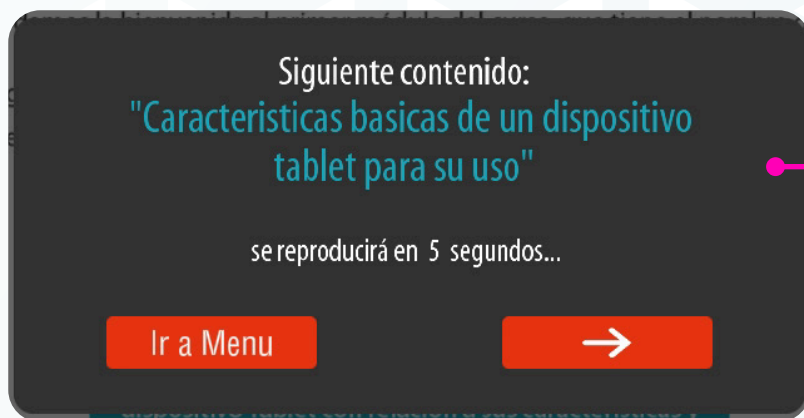 Siguiente contenido:
"Caracteristicas basicas de un dispositivo
tablet para su uso"
se reproducirá en 5 segundos...
Ir a Menu →